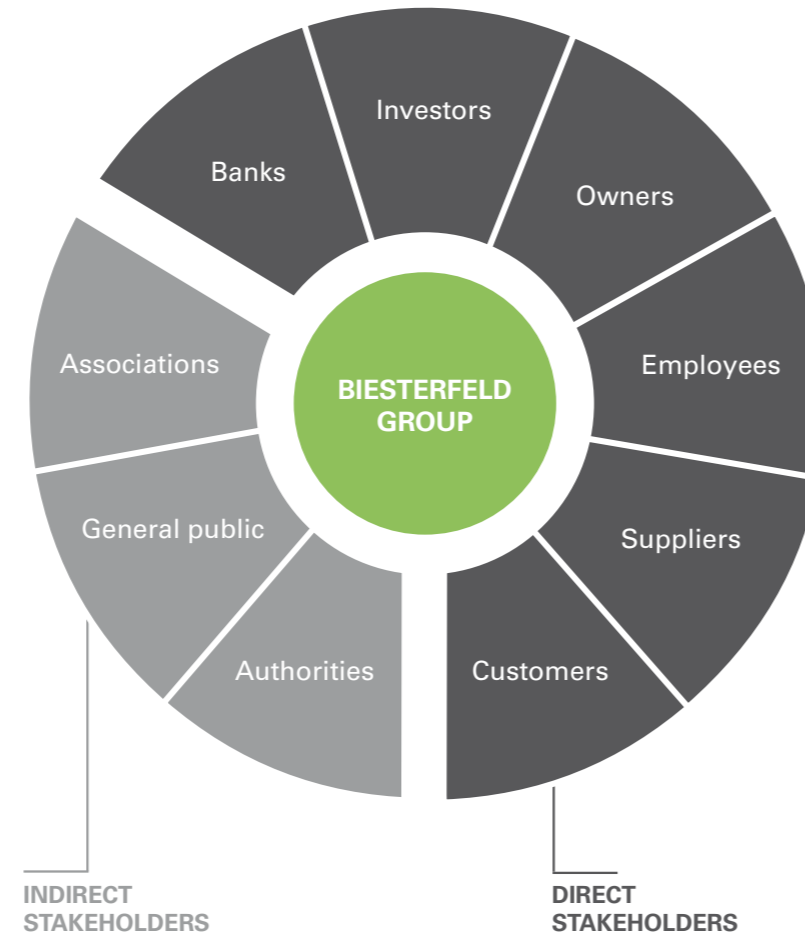 Investors
Banks
Owners
Associations
Employees
BIESTERFELD
GROUP
General public
Suppliers
Authorities
Customers
INDIRECT
STAKEHOLDERS
DIRECT
STAKEHOLDERS